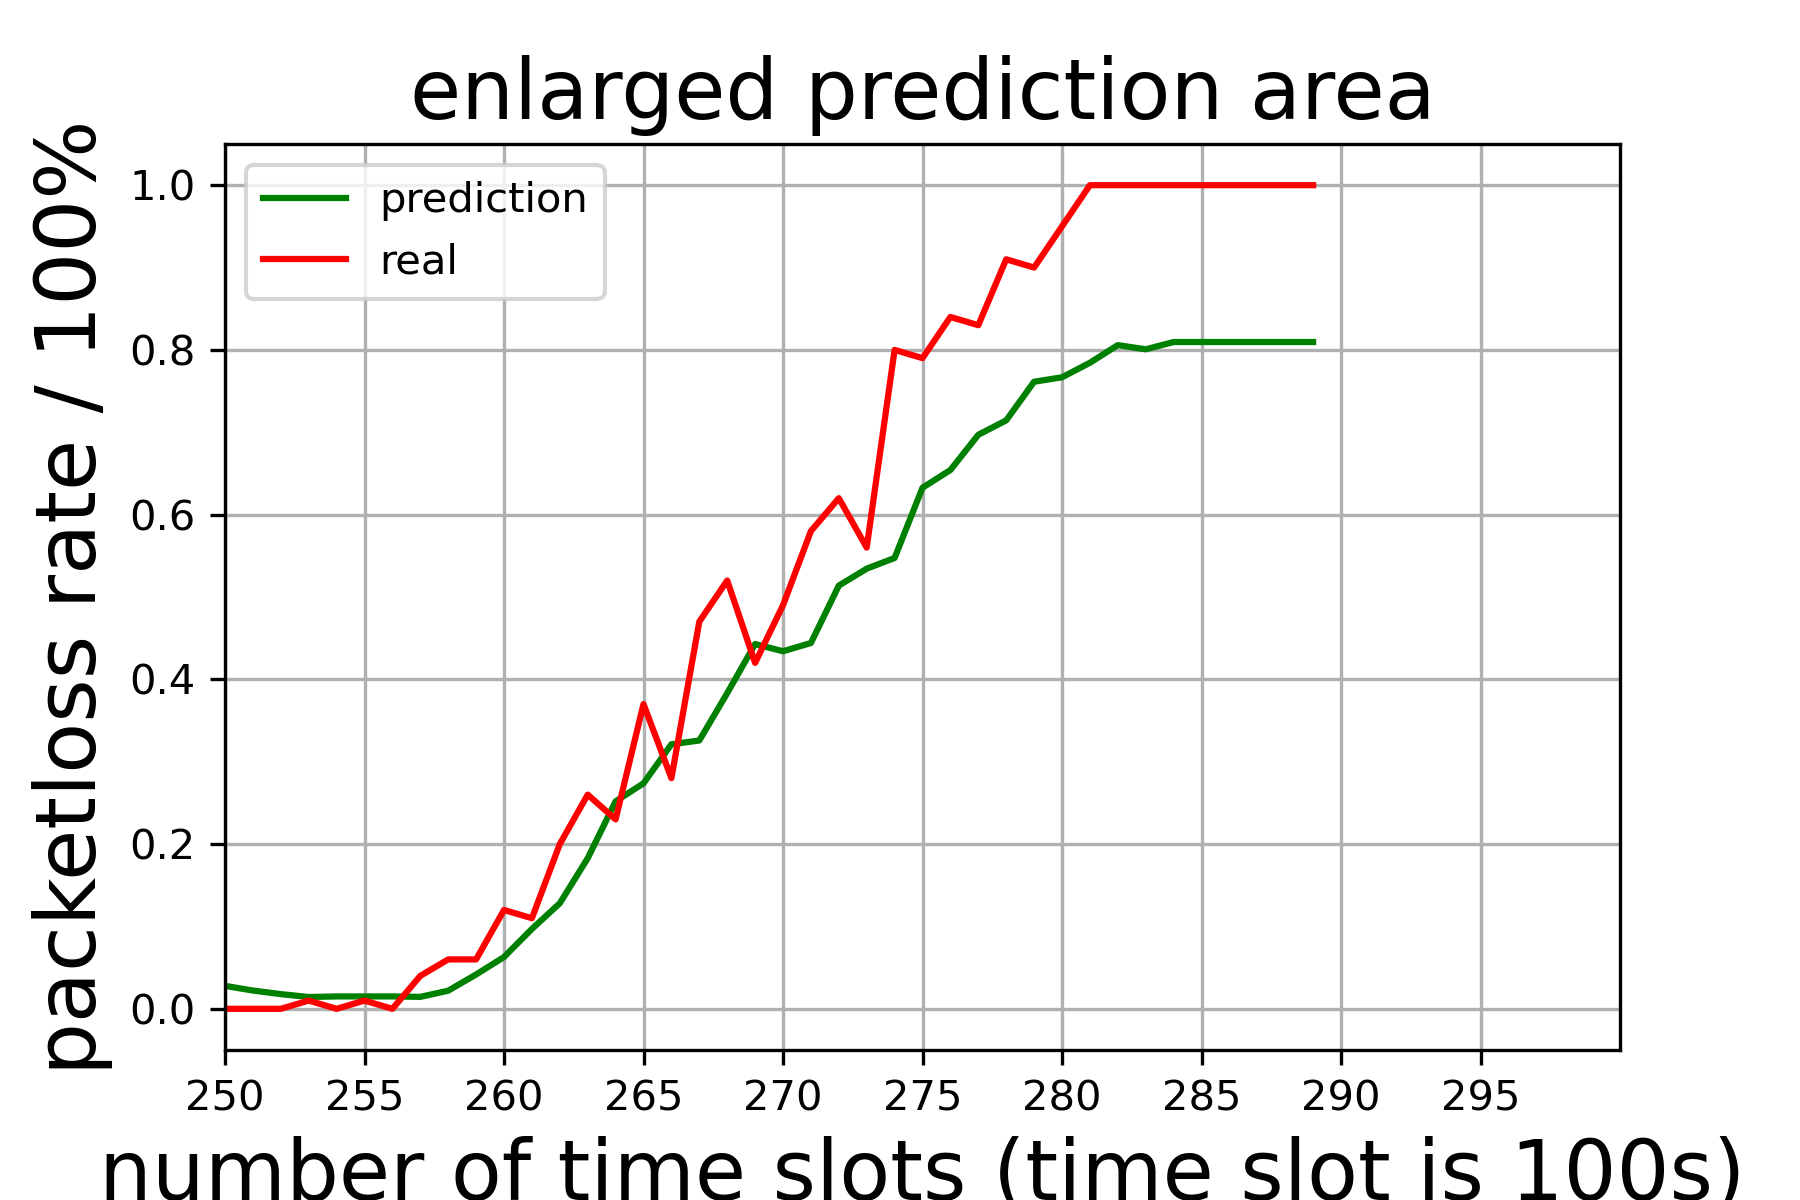 enlarged prediction area
packetloss rate / 100%
prediction
real
1.0
0.8
0.6
0.4
0.2
0.0
250 255 260 265 270 275 280 285 290 295
number of time slots (time slot is 100s)